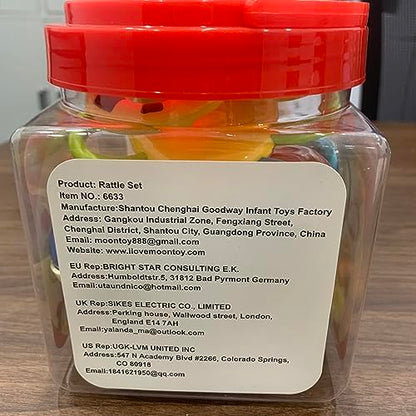 Product: Rattle Set
Item NO.: 6633
Manufacture:Shantou Chenghai Goodway Infant Toys Factory
Address: Gangkou Industrial Zone, Fengxiang Street,
Chenghai District, Shantou City, Guangdong Province, China
Email: moontoy888@gmail.com
Website: www.ilovemoontoy.com
EU Rep:BRIGHT STAR CONSULTING E.K.
Address:Humboldtstr.5, 31812 Bad Pyrmont Germany
Email:utaundnico@hotmail.com
UK Rep:SIKES ELECTRIC CO., LIMITED
Address:Perking house, Wallwood street, London,
England E14 7AH
Email:yalanda_ma@outlook.com
US Rep:UGK-LVM UNITED INC
Address:547 N Academy Blvd #2266, Colorado Springs,
CO 80918
Email:1841621950@qq.com